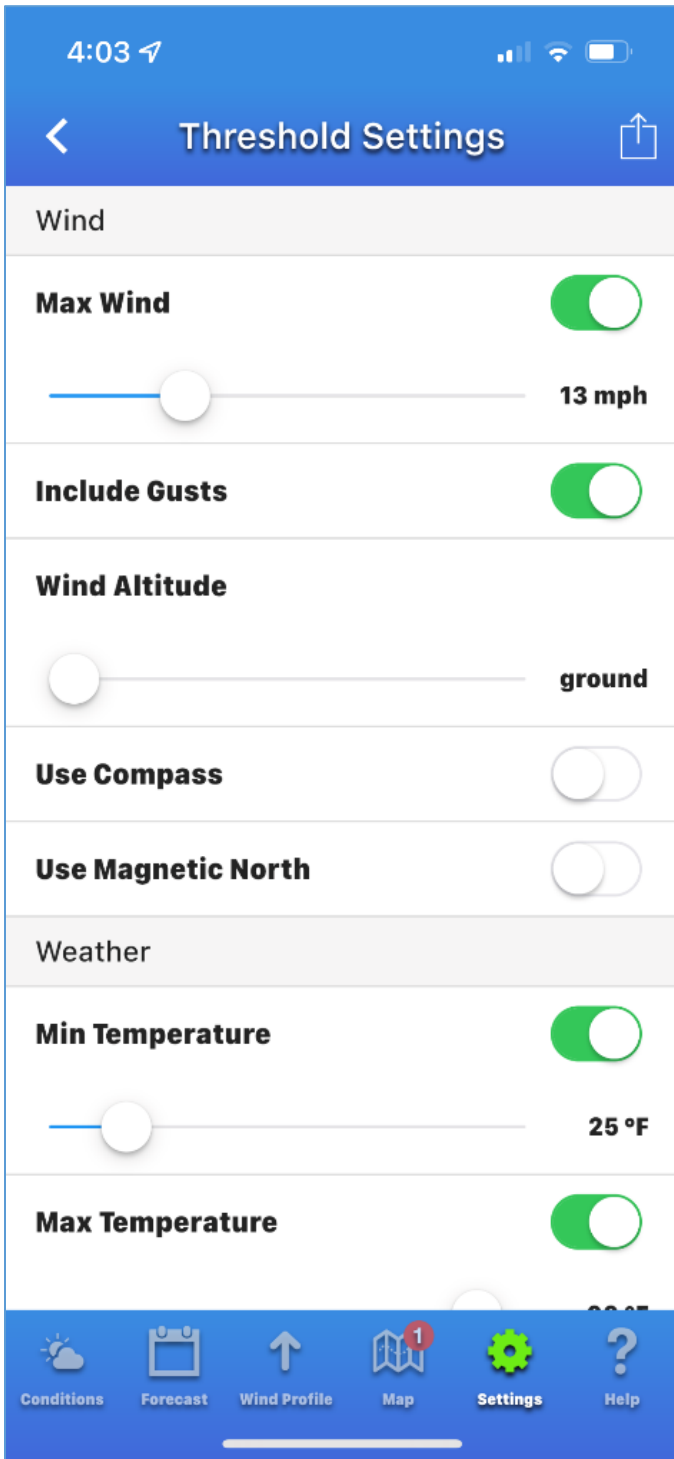 4:03
Threshold Settings
Wind
Max Wind
13 mph
Include Gusts
Wind Altitude
ground
Use Compass
Use Magnetic North
Weather
Min Temperature
25 °F
Max Temperature
1
Conditions Forecast Wind Profile Map Settings Help
?